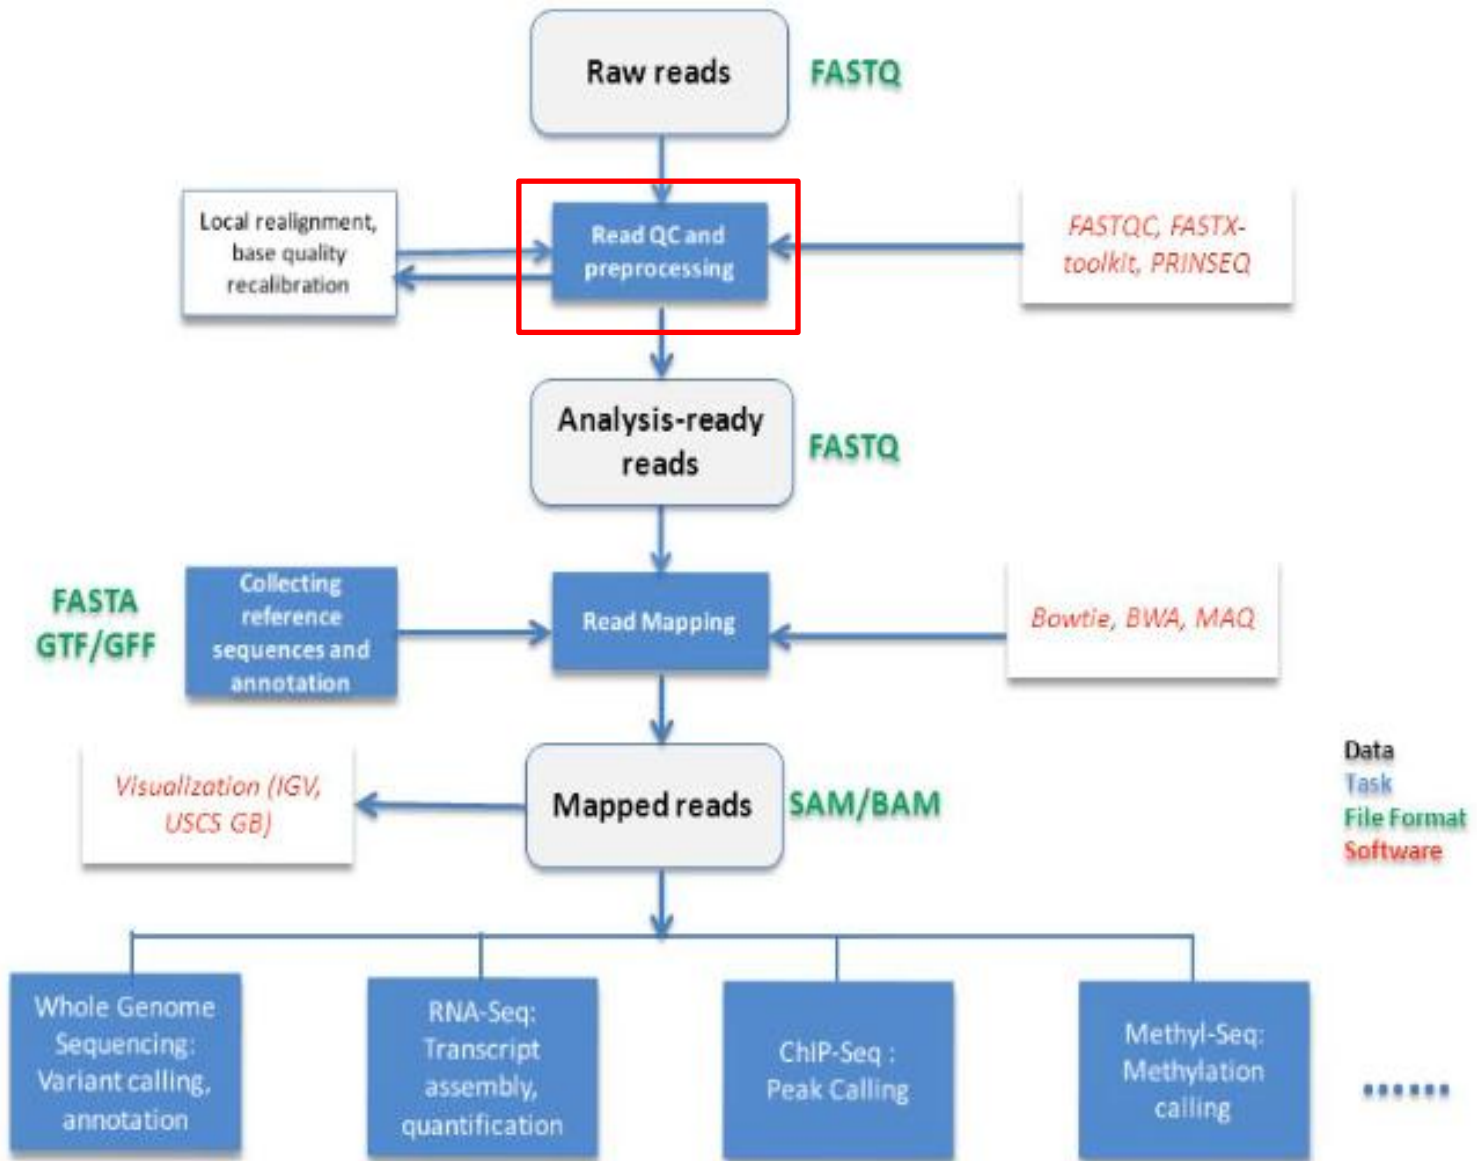 Raw reads
FASTQ
Local realignment,
base quality
recalibration
Read QC and
preprocessing
FASTQC, FASTX-
toolkit, PRINSEQ
Analysis-ready
reads
FASTQ
FASTA
GTF/GFF
Collecting
reference
sequences and
annotation
Read Mapping
Bowtie, BWA, MAQ
Visualization (IGV,
USCS GB)
Mapped reads
SAM/BAM
Data
Task
File Format
Software
Whole Genome
Sequencing:
Variant calling,
annotation
RNA-Seq:
Transcript
assembly,
quantification
ChIP-Seq :
Peak Calling
Methyl-Seq:
Methylation
calling
......